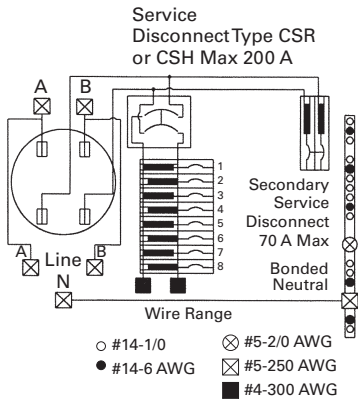 Service
Disconnect Type CSR
or CSH Max 200 A
A
B
1
2
3
4
5
6
7
8
Secondary
Service
Disconnect
70 A Max
A
Line
B
N
Bonded
Neutral
Wire Range
#14-1/0
#14-6 AWG
#5-2/0 AWG
#5-250 AWG
#4-300 AWG